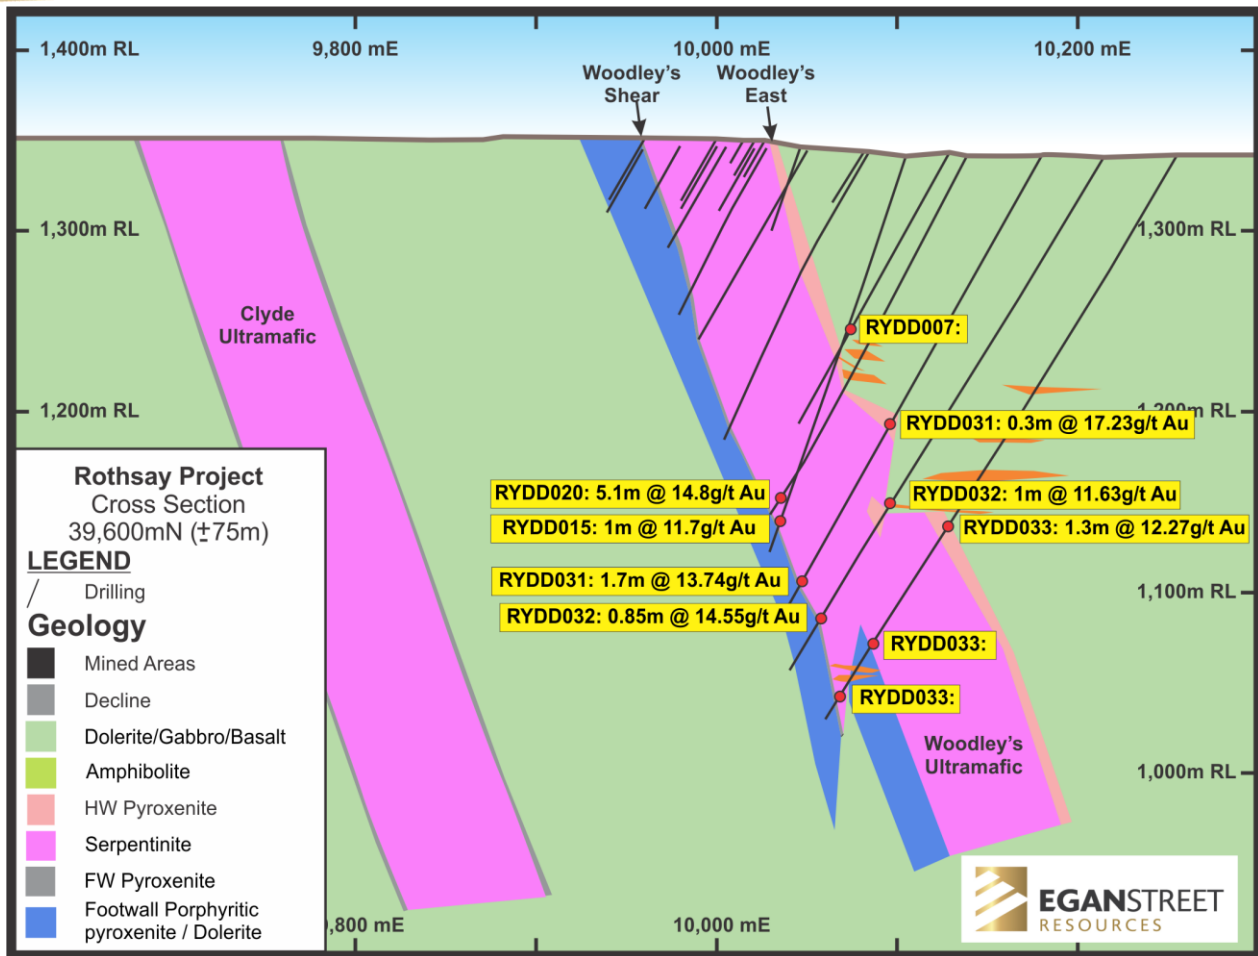 1,400m RL
9,800 mE
10,000 mE
10,200 mE
Woodley's
Shear
Woodley's
East
1,300m RL
1,300m RL
Clyde
Ultramafic
RYDD007:
1,200m RL
1,200m RL
RYDD031: 0.3m @ 17.23g/t Au
RYDD020: 5.1m @ 14.8g/t Au
RYDD032: 1m @ 11.63g/t Au
RYDD015: 1m @ 11.7g/t Au
RYDD033: 1.3m @ 12.27g/t Au
RYDD031: 1.7m @ 13.74g/t Au
1,100m RL
RYDD032: 0.85m @ 14.55g/t Au
RYDD033:
RYDD033:
Woodley's
Ultramafic
1,000m RL
Rothsay Project
Cross Section
39,600mN (±75m)
LEGEND
Drilling
Geology
Mined Areas
Decline
Dolerite/Gabbro/Basalt
Amphibolite
HW Pyroxenite
Serpentinite
FW Pyroxenite
Footwall Porphyritic
pyroxenite / Dolerite
,800 mE
10,000 mE
EGANSTREET
RESOURCES